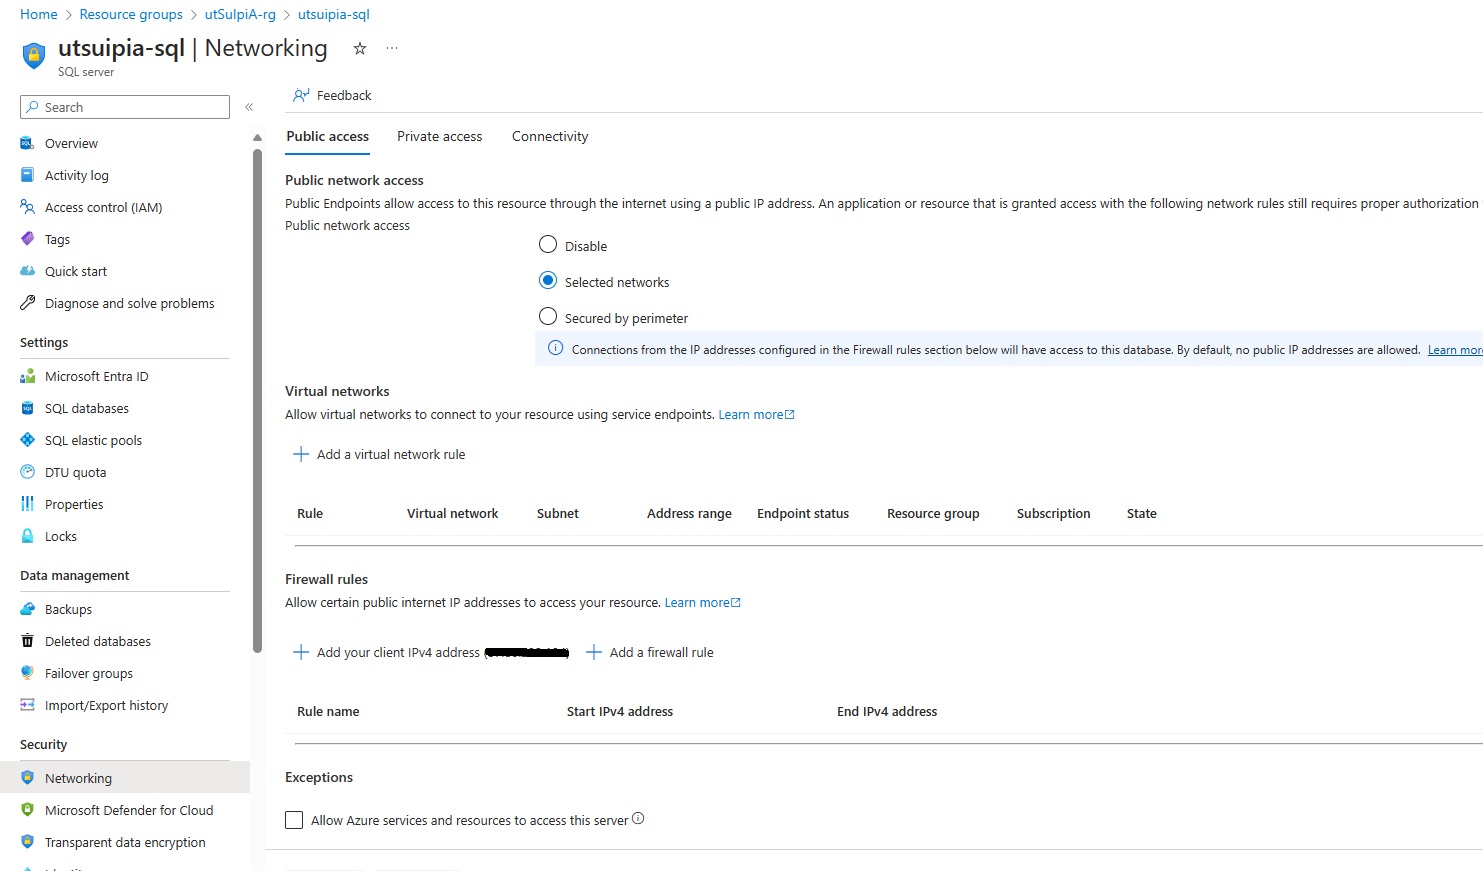 Home > Resource groups > utSulpiA-rg > utsuipia-sql
utsuipia-sql | Networking
SQL server
Search
Overview
Activity log
Access control (IAM)
Tags
Quick start
Diagnose and solve problems
Settings
Microsoft Entra ID
SQL databases
SQL elastic pools
DTU quota
Properties
Locks
Data management
Backups
Deleted databases
Failover groups
Import/Export history
Security
Networking
Microsoft Defender for Cloud
Transparent data encryption
Feedback
Public access Private access Connectivity
Public network access
Public Endpoints allow access to this resource through the internet using a public IP address. An application or resource that is granted access with the following network rules still requires proper authorization
Public network access
Disable
Selected networks
Secured by perimeter
Connections from the IP addresses configured in the Firewall rules section below will have access to this database. By default, no public IP addresses are allowed. Learn mor
Virtual networks
Allow virtual networks to connect to your resource using service endpoints. Learn more
+ Add a virtual network rule
Rule Virtual network Subnet Address range Endpoint status Resource group Subscription State
Firewall rules
Allow certain public internet IP addresses to access your resource. Learn more
+ Add your client IPv4 address + Add a firewall rule
Rule name Start IPv4 address End IPv4 address
Exceptions
Allow Azure services and resources to access this server